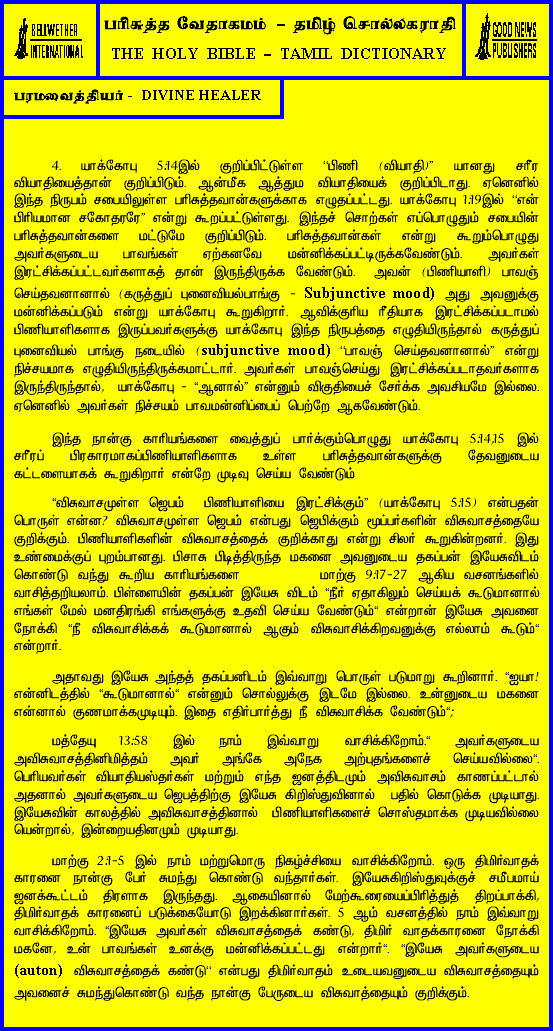 BELLWETHER
INTERNATIONAL
பரிசுத்த வேதாகமம் – தமிழ் சொல்லகராதி
THE HOLY BIBLE – TAMIL DICTIONARY
GOOD NEWS
PUBLISHERS
பரமவைத்தியர் - DIVINE HEALER
4. யாக்கோபு 5:14இல் குறிப்பிட்டுள்ள “பிணி (வியாதி)” யானது சரீர
வியாதியைத்தான் குறிப்பிடும். ஆன்மீக ஆத்தும வியாதியைக் குறிப்பிடாது. ஏனெனில்
இந்த நிருபம் சபையிலுள்ள பரிசுத்தவான்களுக்காக எழுதப்பட்டது. யாக்கோபு 1:19இல் “என்
பிரியமான சகோதரரே” என்று கூறப்பட்டுள்ளது. இந்தச் சொற்கள் எப்பொழுதும் சபையின்
பரிசுத்தவான்களை மட்டுமே குறிப்பிடும். பரிசுத்தவான்கள் என்று கூறும்பொழுது
அவர்களுடைய பாவங்கள் ஏற்கனவே மன்னிக்கப்பட்டிருக்கவேண்டும். அவர்கள்
இரட்சிக்கப்பட்டவர்களாகத் தான் இருந்திருக்க வேண்டும். அவன் (பிணியாளி) பாவஞ்
செய்தவனானால் (கருத்துப் புனைவியல்பாங்கு - Subjunctive mood) அது அவனுக்கு
மன்னிக்கப்படும் என்று யாக்கோபு கூறுகிறார். ஆவிக்குரிய ரீதியாக இரட்சிக்கப்படாமல்
பிணியாளிகளாக இருப்பவர்களுக்கு யாக்கோபு இந்த நிருபத்தை எழுதியிருந்தால் கருத்துப்
புனைவியல் பாங்கு நடையில் (subjunctive mood) “பாவஞ் செய்தவனானால்” என்று
நிச்சயமாக எழுதியிருந்திருக்கமாட்டார். அவர்கள் பாவஞ்செய்து இரட்சிக்கப்படாதவர்களாக
இருந்திருந்தால், யாக்கோபு - “ஆனால்” என்னும் விகுதியைச் சேர்க்க அவசியமே இல்லை.
ஏனெனில் அவர்கள் நிச்சயம் பாவமன்னிப்பைப் பெற்றே ஆகவேண்டும்.
இந்த நான்கு காரியங்களை வைத்துப் பார்க்கும்பொழுது யாக்கோபு 5:14,15 இல்
சரீரப் பிரகாரமாகப்பிணியாளிகளாக உள்ள பரிசுத்தவான்களுக்கு தேவனுடைய
கட்டளையாகக் கூறுகிறார் என்றே முடிவு செய்ய வேண்டும்
“விசுவாசமுள்ள ஜெபம் பிணியாளியை இரட்சிக்கும்” (யாக்கோபு 5:15) என்பதன்
பொருள் என்ன? விசுவாசமுள்ள ஜெபம் என்பது ஜெபிக்கும் மூப்பர்களின் விசுவாசத்தையே
குறிக்கும். பிணியாளிகளின் விசுவாசத்தைக் குறிக்காது என்று சிலர் கூறுகின்றனர். இது
உண்மைக்குப் புறம்பானது. பிசாசு பிடித்திருந்த மகனை அவனுடைய தகப்பன் இயேசுவிடம்
கொண்டு வந்து கூறிய காரியங்களை மாற்கு 9:17-27 ஆகிய வசனங்களில்
வாசித்தறியலாம். பிள்ளையின் தகப்பன் இயேசு விடம் “நீர் ஏதாகிலும் செய்யக் கூடுமானால்
எங்கள் மேல் மனதிரங்கி எங்களுக்கு உதவி செய்ய வேண்டும்“ என்றான் இயேசு அவனை
நோக்கி “நீ விசுவாசிக்கக் கூடுமானால் ஆகும் விசுவாசிக்கிறவனுக்கு எல்லாம் கூடும்“
என்றார்.
அதாவது இயேசு அந்தத் தகப்பனிடம் இவ்வாறு பொருள் படுமாறு கூறினார். “ஐயா!
என்னிடத்தில் “கூடுமானால்“ என்னும் சொல்லுக்கு இடமே இல்லை. உன்னுடைய மகனை
என்னால் குணமாக்கமுடியும். இதை எதிர்பார்த்து நீ விசுவாசிக்க வேண்டும்“;
மத்தேயு 13:58 இல் நாம் இவ்வாறு வாசிக்கிறோம்.“ அவர்களுடைய
அவிசுவாசத்தினிமித்தம் அவர் அங்கே அநேக அற்புதங்களைச் செய்யவில்லை“.
பெரியவர்கள் வியாதியஸ்தர்கள் மற்றும் எந்த ஜனத்திடமும் அவிசுவாசம் காணப்பட்டால்
அதனால் அவர்களுடைய ஜெபத்திற்கு இயேசு கிறிஸ்துவினால் பதில் கொடுக்க முடியாது.
இயேசுவின் காலத்தில் அவிசுவாசத்தினால் பிணியாளிகளைச் சொஸ்தமாக்க முடியவில்லை
யென்றால், இன்றையதினமும் முடியாது.
மாற்கு 2:1-5 இல் நாம் மற்றுமொரு நிகழ்ச்சியை வாசிக்கிறோம். ஒரு திமிர்வாதக்
காரனை நான்கு பேர் சுமந்து கொண்டு வந்தார்கள். இயேசுகிறிஸ்துவுக்குச் சமீபமாய்
ஜனக்கூட்டம் திரளாக இருந்தது. ஆகையினால் மேற்கூரையைப்பிரித்துத் திறப்பாக்கி,
திமிர்வாதக் காரனைப் படுக்கையோடு இறக்கினார்கள். 5 ஆம் வசனத்தில் நாம் இவ்வாறு
வாசிக்கிறோம். “இயேசு அவர்கள் விசுவாசத்தைக் கண்டு, திமிர் வாதக்காரனை நோக்கி
மகனே, உன் பாவங்கள் உனக்கு மன்னிக்கப்பட்டது என்றார்“. “இயேசு அவர்களுடைய
(auton) விசுவாசத்தைக் கண்டு“ என்பது திமிர்வாதம் உடையவனுடைய விசுவாசத்தையும்
அவனைச் சுமந்துகொண்டு வந்த நான்கு பேருடைய விசுவாத்தையும் குறிக்கும்.